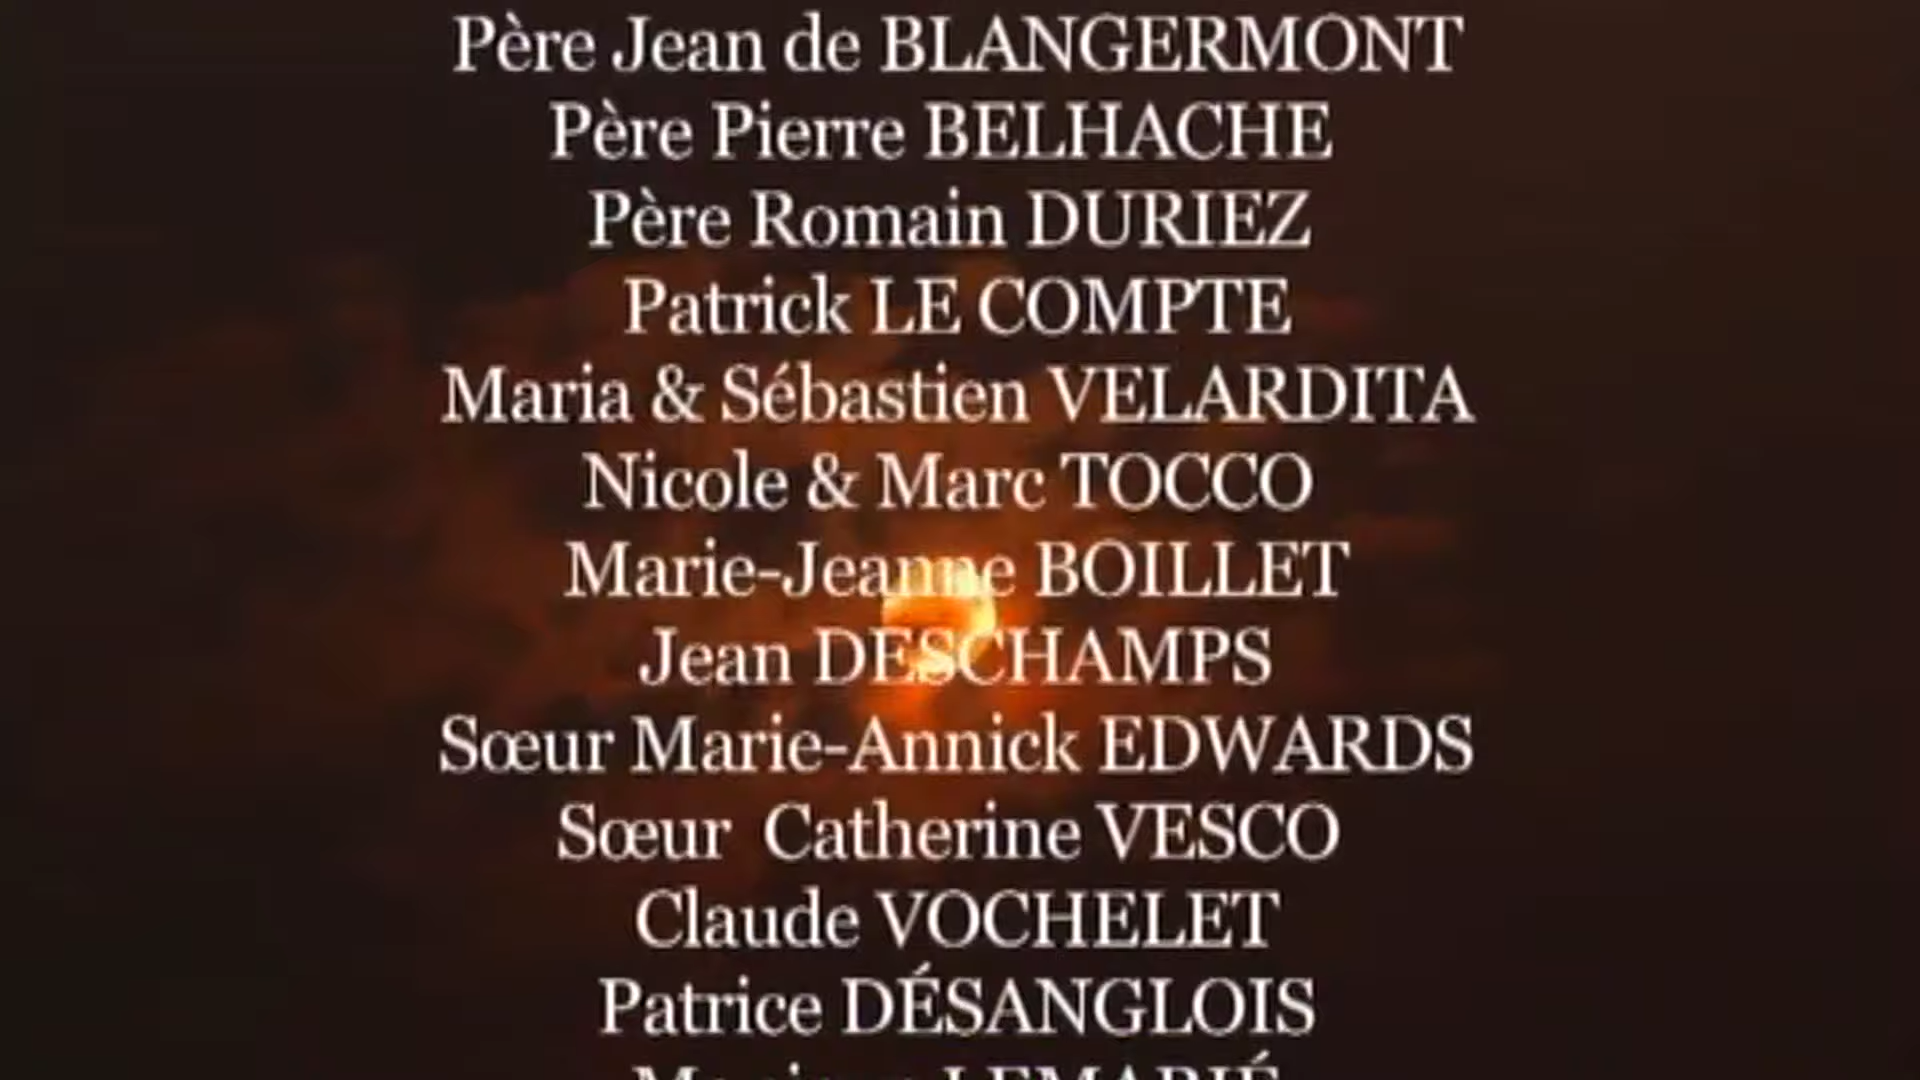 Père Jean de BLANGERMONT
Père Pierre BELHACHE
Père Romain DURIEZ
Patrick LE COMPTE
Maria & Sébastien VELARDITA
Nicole & Marc TOCCO
Marie-Jeanne BOILLET
Jean DESCHAMPS
Sœur Marie-Annick EDWARDS
Sœur Catherine VESCO
Claude VOCHELET
Patrice DÉSANGLOIS
LEMARIÉ